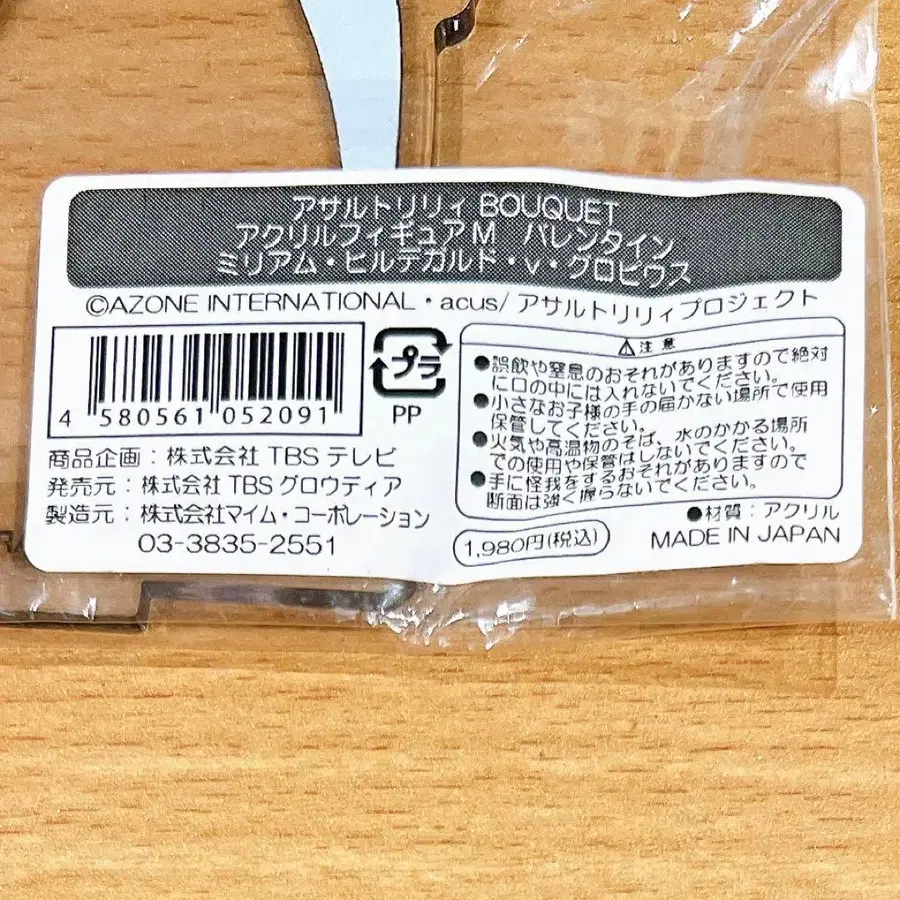 アサルトリリィ BOUQUET
アクリルフィギュアM バレンタイン
ミリアム・ヒルデガルド・v・グロピウス
©AZONE INTERNATIONAL・acus/アサルトリリィプロジェクト
4 580561 052091
プラ
PP
⚠注意
●誤飲や窒息のおそれがありますので絶対
に口の中には入れないでください。
●小さなお子様の手の届かない場所で使用
保管してください。
●火気や高温物のそば、水のかかる場所
での使用や保管はしないでください。
●手に怪我をするおそれがありますので
断面は強く握らないでください。
商品企画：株式会社TBSテレビ
発売元：株式会社TBSグロウディア
製造元：株式会社マイム・コーポレーション
03-3835-2551
1,980円(税込)
●材質：アクリル
MADE IN JAPAN